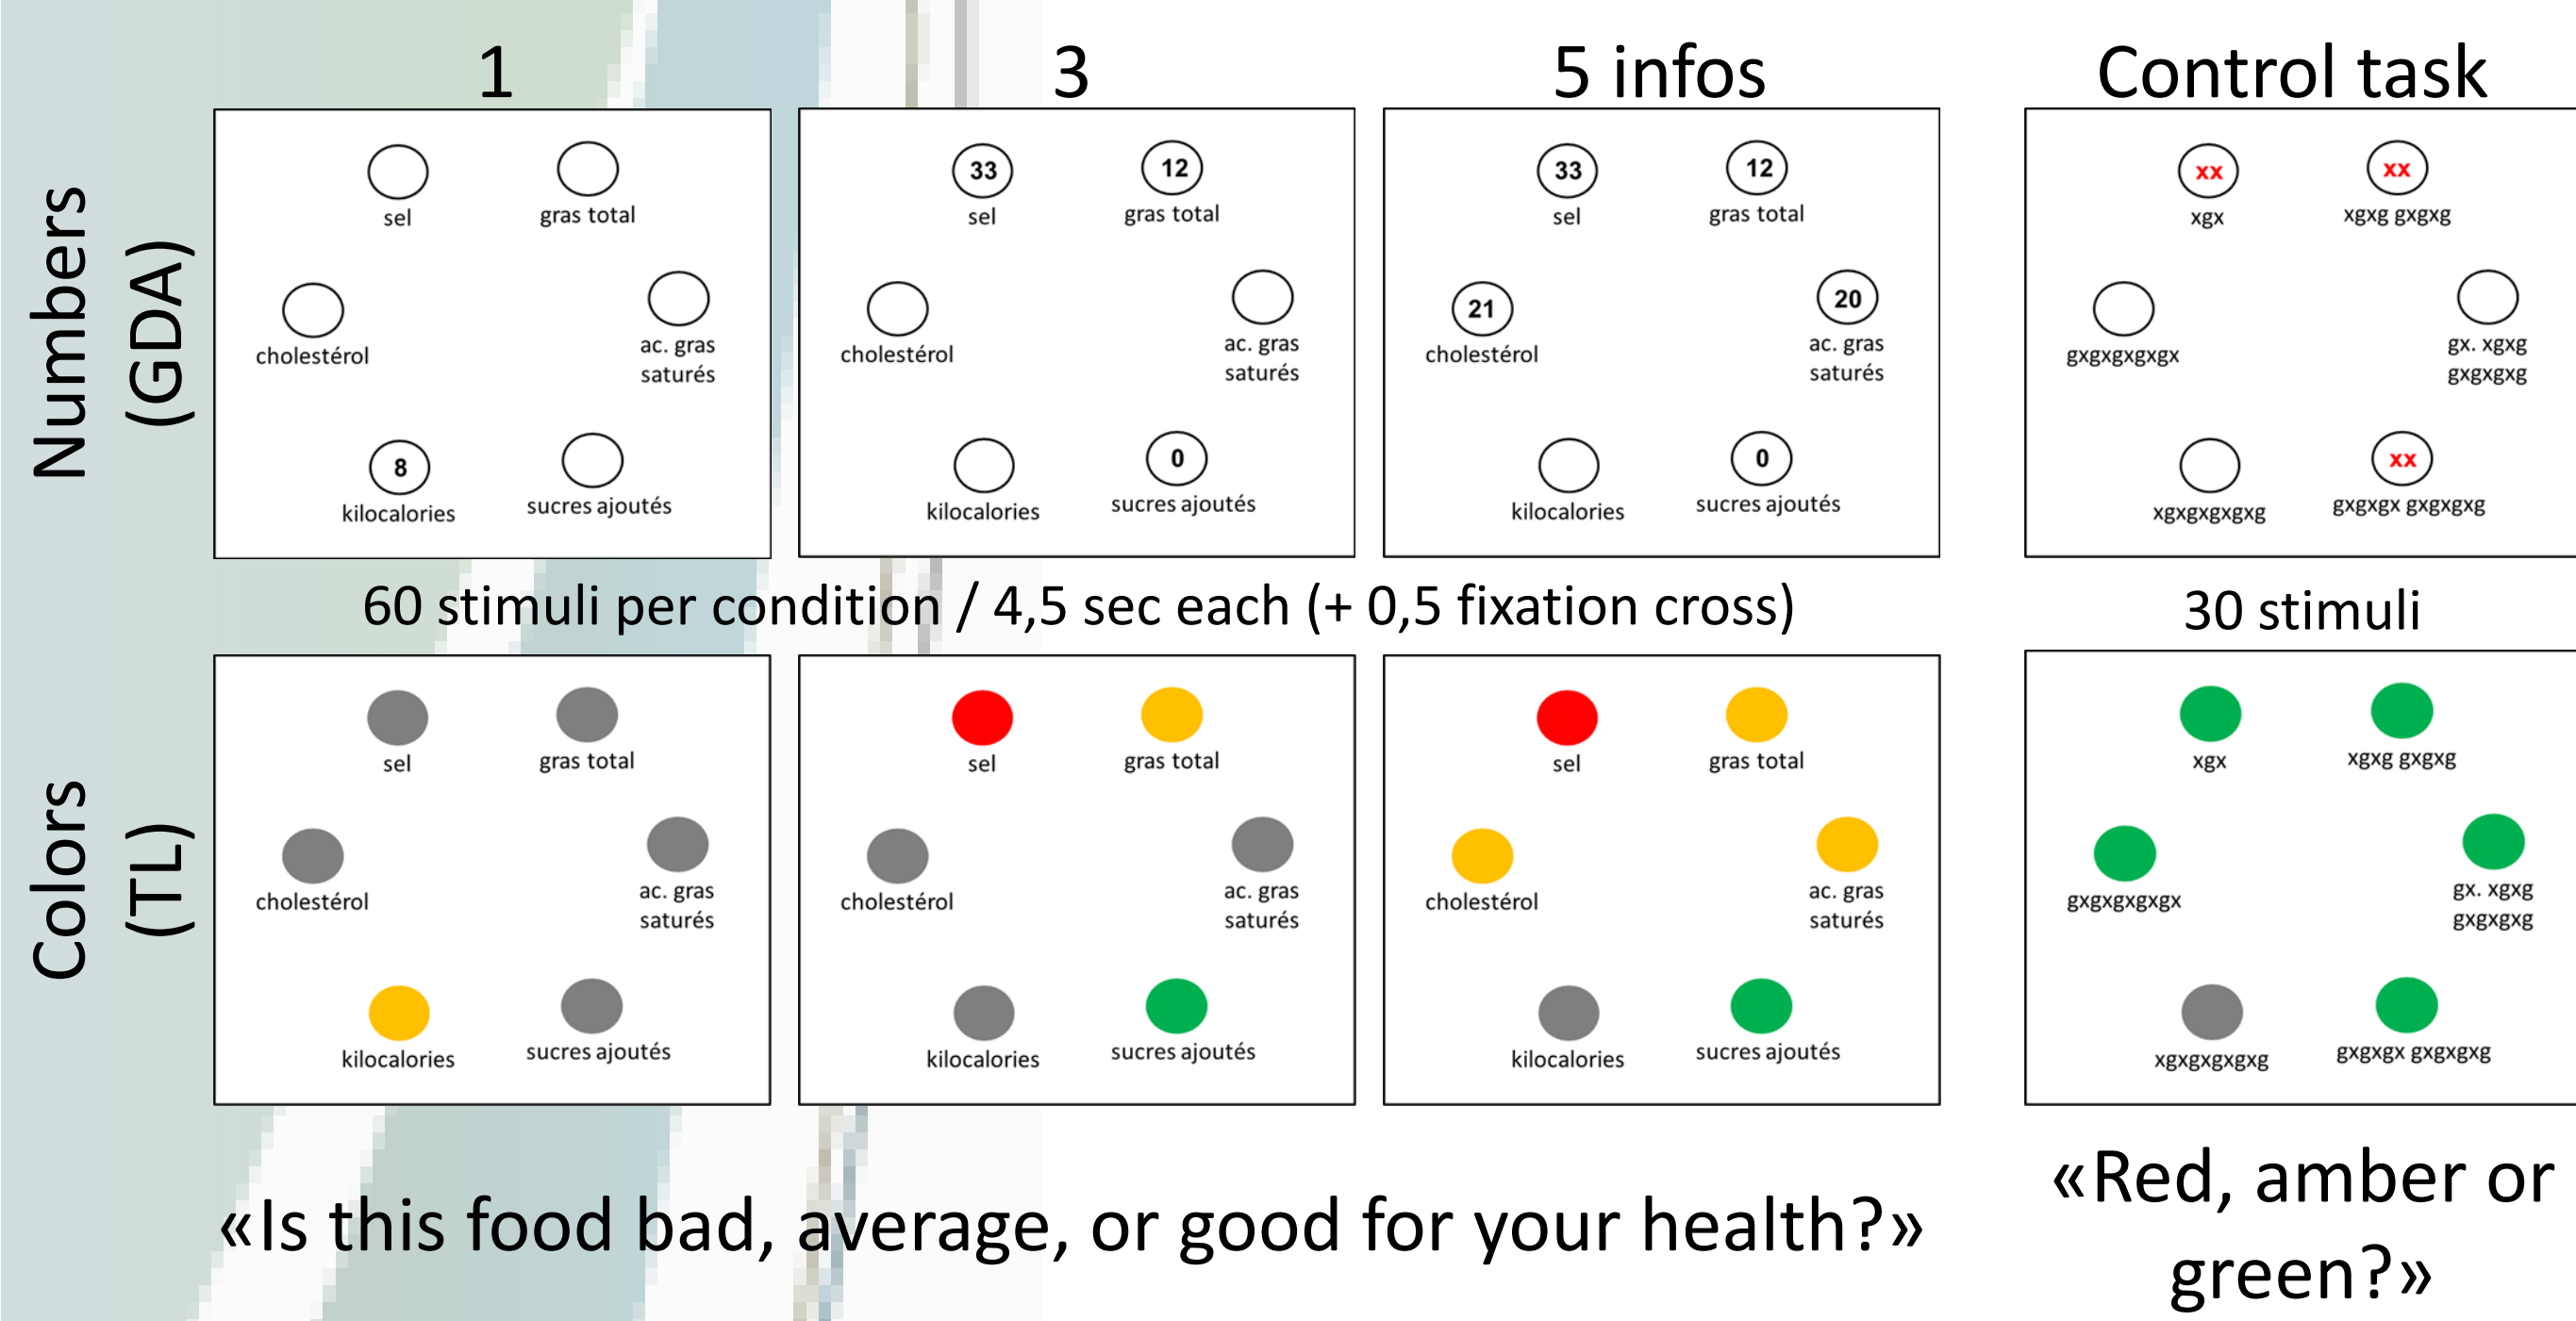 1
3
5 infos
Control task
Numbers
(GDA)
sel
gras total
cholestérol
ac. gras
saturés
8
kilocalories
sucres ajoutés
33
sel
12
gras total
cholestérol
ac. gras
saturés
kilocalories
0
sucres ajoutés
33
sel
12
gras total
21
cholestérol
20
ac. gras
saturés
kilocalories
0
sucres ajoutés
xx
xgx
xx
xgxg gxgxg
gxgxgxgxgx
gx. xgxg
gxgxgxg
xgxgxgxgxg
xx
gxgxgx gxgxgxg
60 stimuli per condition / 4,5 sec each (+ 0,5 fixation cross)
30 stimuli
Colors
(TL)
sel
gras total
cholestérol
ac. gras
saturés
kilocalories
sucres ajoutés
sel
gras total
cholestérol
ac. gras
saturés
kilocalories
sucres ajoutés
sel
gras total
cholestérol
ac. gras
saturés
kilocalories
sucres ajoutés
xgx
xgxg gxgxg
gxgxgxgxgx
gx. xgxg
gxgxgxg
xgxgxgxgxg
gxgxgx gxgxgxg
«Is this food bad, average, or good for your health?»
«Red, amber or
green?»